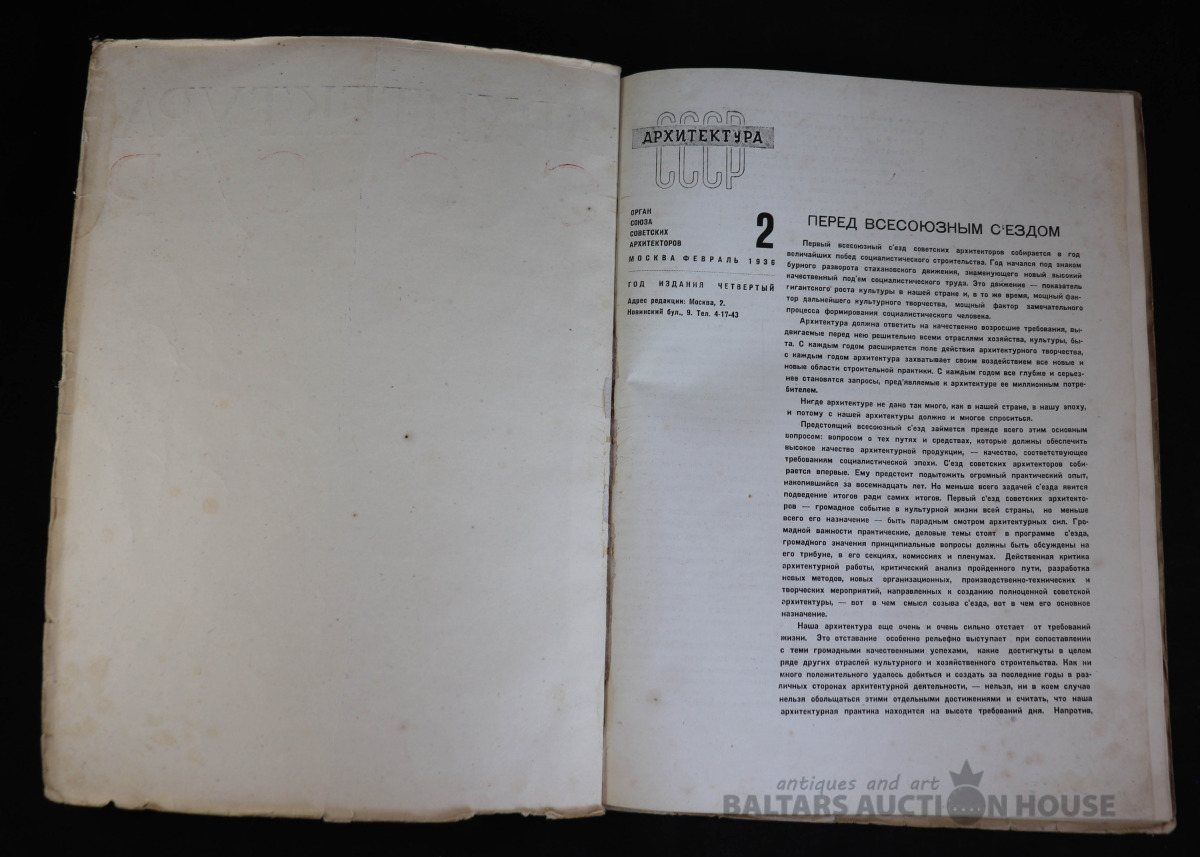 СССР
АРХИТЕКТУРА
ОРГАН
СОЮЗА
СОВЕТСКИХ
АРХИТЕКТОРОВ
2
МОСКВА ФЕВРАЛЬ 1936
ГОД ИЗДАНИЯ ЧЕТВЕРТЫЙ
Адрес редакции: Москва, 2.
Новинский бул., 9. Тел. 4-17-43
ПЕРЕД ВСЕСОЮЗНЫМ С'ЕЗДОМ
Первый всесоюзный с'езд советских архитекторов собирается в год
величайших побед социалистического строительства. Год начался под знаком
бурного разворота стахановского движения, знаменующего новый высокий
качественный под'ем социалистического труда. Это движение — показатель
гигантского роста культуры в нашей стране и, в то же время, мощный фак-
тор дальнейшего культурного творчества, мощный фактор замечательного
процесса формирования социалистического человека.
Архитектура должна ответить на качественно возросшие требования, вы-
двигаемые перед нею решительно всеми отраслями хозяйства, культуры, бы-
та. С каждым годом расширяется поле действия архитектурного творчества,
с каждым годом архитектура захватывает своим воздействием все новые и
новые области строительной практики. С каждым годом все глубже и серьез-
нее становятся запросы, пред'являемые к архитектуре ее миллионным потре-
бителем.
Нигде архитектуре не дано так много, как в нашей стране, в нашу эпоху,
и потому с нашей архитектуры должно и многое спроситься.
Предстоящий всесоюзный с'езд займется прежде всего этим основным
вопросом: вопросом о тех путях и средствах, которые должны обеспечить
высокое качество архитектурной продукции, — качество, соответствующее
требованиям социалистической эпохи. С'езд советских архитекторов соби-
рается впервые. Ему предстоит подытожить огромный практический опыт,
накопившийся за восемнадцать лет. Но меньше всего задачей с'езда явится
подведение итогов ради самих итогов. Первый с'езд советских архитекто-
ров — громадное событие в культурной жизни всей страны, но меньше
всего его назначение — быть парадным смотром архитектурных сил. Гро-
мадной важности практические, деловые темы стоят в программе с'езда,
громадного значения принципиальные вопросы должны быть обсуждены на
его трибуне, в его секциях, комиссиях и пленумах. Действенная критика
архитектурной работы, критический анализ пройденного пути, разработка
новых методов, новых организационных, производственно-технических и
творческих мероприятий, направленных к созданию полноценной советской
архитектуры, — вот в чем смысл созыва с'езда, вот в чем его основное
назначение.
Наша архитектура еще очень и очень сильно отстает от требований
жизни. Это отставание особенно рельефно выступает при сопоставлении
с теми громадными качественными успехами, какие достигнуты в целом
ряде других отраслей культурного и хозяйственного строительства. Как ни
много положительного удалось добиться и создать за последние годы в раз-
личных сторонах архитектурной деятельности, — нельзя, ни в коем случае
нельзя обольщаться этими отдельными достижениями и считать, что наша
архитектурная практика находится на высоте требований дня. Напротив,
antiques and art
BALTARS AUCTION HOUSE